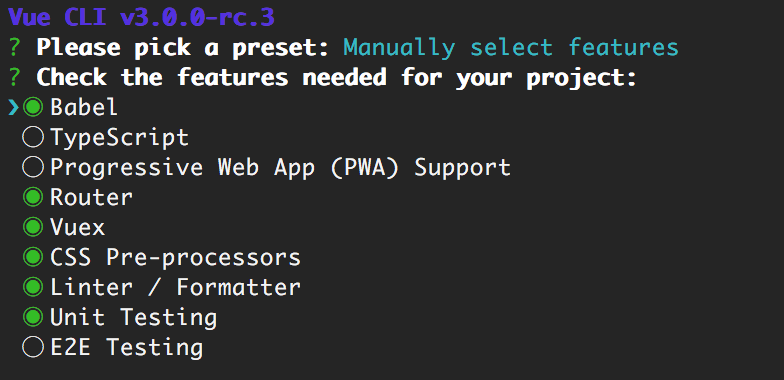 Vue CLI v3.0.0-rc.3
? Please pick a preset: Manually select features
? Check the features needed for your project:
❯◉ Babel
◯ TypeScript
◯ Progressive Web App (PWA) Support
◉ Router
◉ Vuex
◉ CSS Pre-processors
◉ Linter / Formatter
◉ Unit Testing
◯ E2E Testing